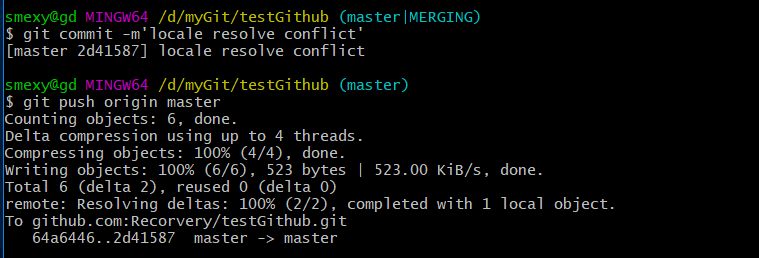 smexy@gd MINGW64 /d/myGit/testGithub (master|MERGING)
$ git commit -m'locale resolve conflict'
[master 2d41587] locale resolve conflict
smexy@gd MINGW64 /d/myGit/testGithub (master)
$ git push origin master
Counting objects: 6, done.
Delta compression using up to 4 threads.
Compressing objects: 100% (4/4), done.
Writing objects: 100% (6/6), 523 bytes | 523.00 KiB/s, done.
Total 6 (delta 2), reused 0 (delta 0)
remote: Resolving deltas: 100% (2/2), completed with 1 local object.
To github.com:Recorvery/testGithub.git
   64a6446..2d41587  master -> master